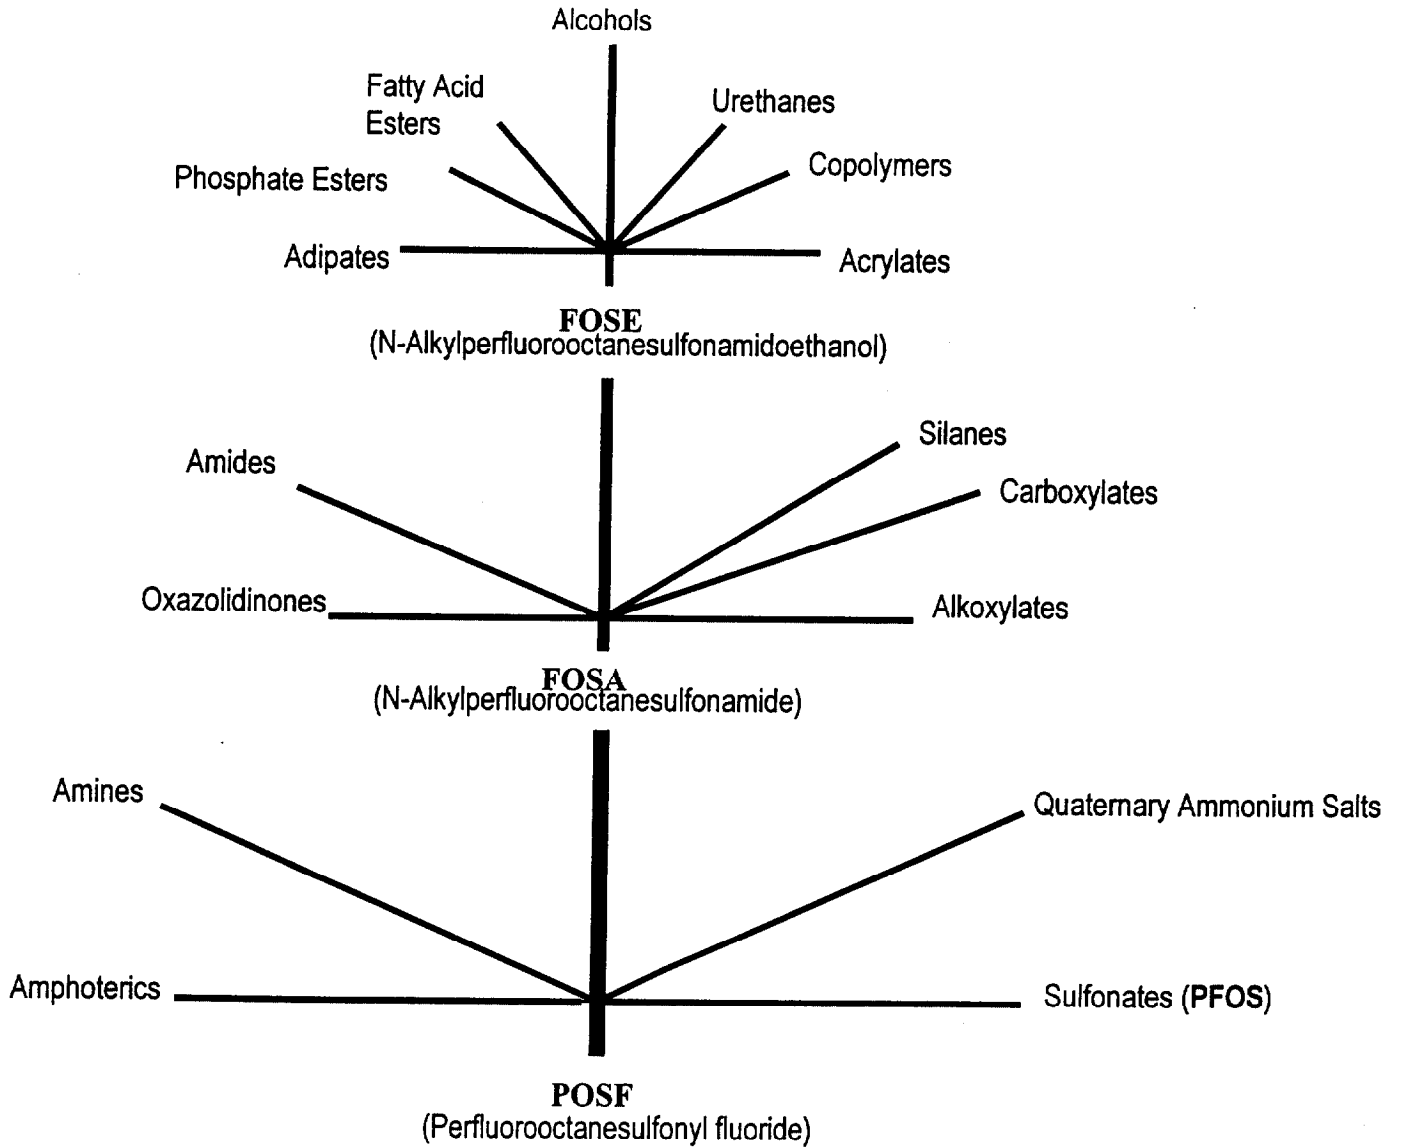 Alcohols
Fatty Acid
Esters
Urethanes
Phosphate Esters
Copolymers
Adipates
Acrylates
FOSE
(N-Alkylperfluorooctanesulfonamidoethanol)
Silanes
Amides
Carboxylates
Oxazolidinones
Alkoxylates
FOSA
(N-Alkylperfluorooctanesulfonamide)
Amines
Quaternary Ammonium Salts
Amphoterics
Sulfonates (PFOS)
POSF
(Perfluorooctanesulfonyl fluoride)